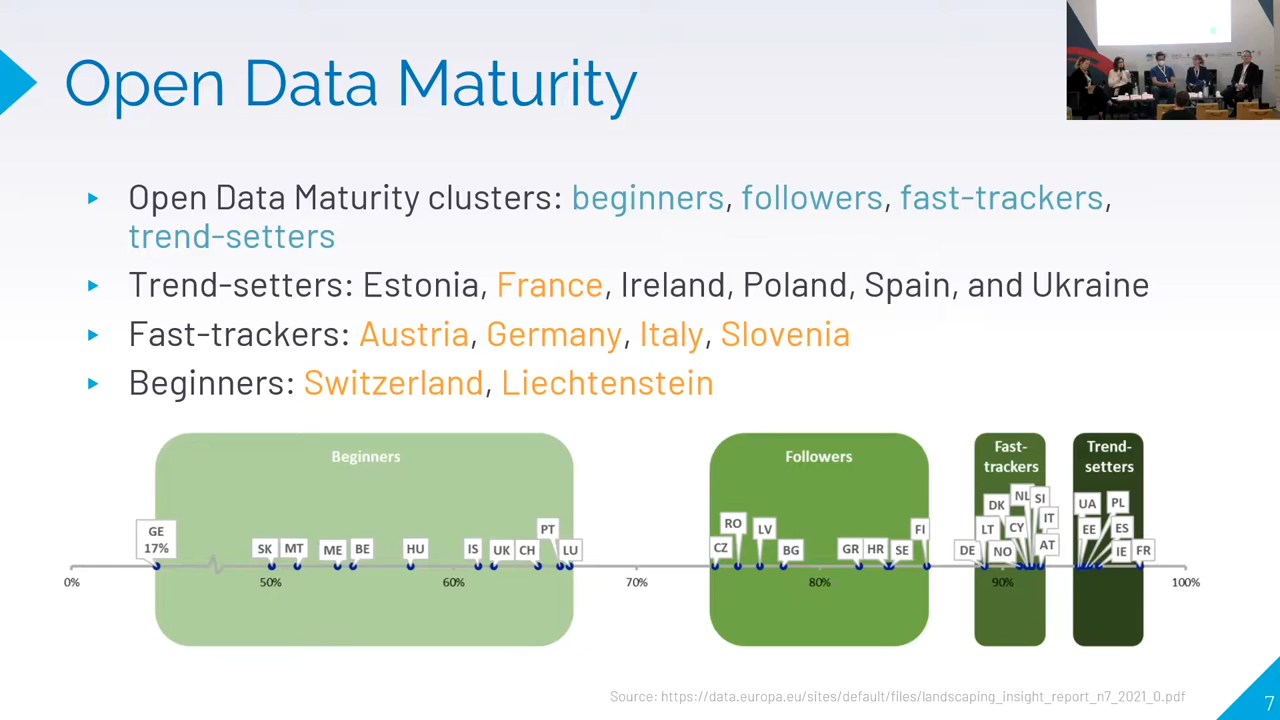 Open Data Maturity
Open Data Maturity clusters: beginners, followers, fast-trackers,
trend-setters
Trend-setters: Estonia, France, Ireland, Poland, Spain, and Ukraine
Fast-trackers: Austria, Germany, Italy, Slovenia
Beginners: Switzerland, Liechtenstein
Beginners
Followers
Fast-
trackers
Trend-
setters
GE
17%
SK
MT
ME
BE
HU
IS
UK
CH
PT
LU
CZ
RO
LV
BG
GR
HR
SE
FI
DE
LT
DK
NO
CY
NL
SI
IT
AT
UA
EE
PL
ES
IE
FR
0%
50%
60%
70%
80%
90%
100%
Source: https://data.europa.eu/sites/default/files/landscaping_insight_report_n7_2021_0.pdf
7